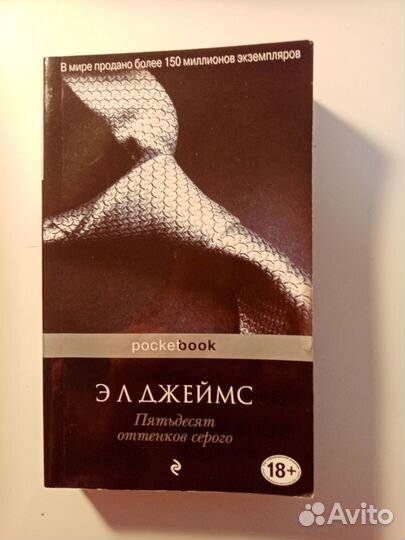 В мире продано более 150 миллионов экземпляров
pocketbook
Э Л ДЖЕЙМС
Пятьдесят
оттенков серого
18+
Avito